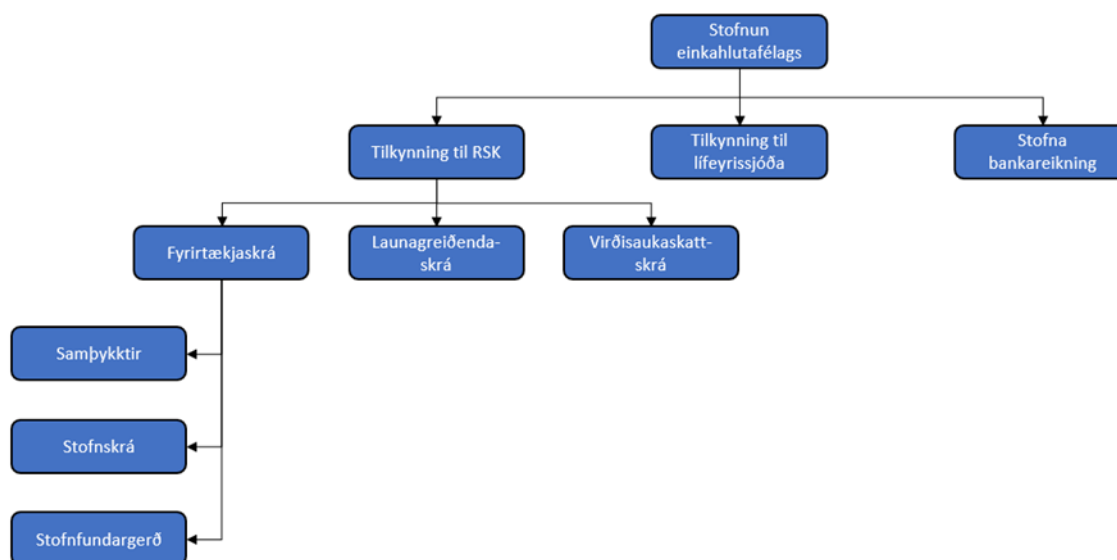 Stofnun
einkahlutafélags
Tilkynning til RSK
Tilkynning til
lífeyrissjóða
Stofna
bankareikning
Fyrirtækjaskrá
Launagreiðenda-
skrá
Virðisaukaskatt-
skrá
Samþykktir
Stofnskrá
Stofnfundargerð